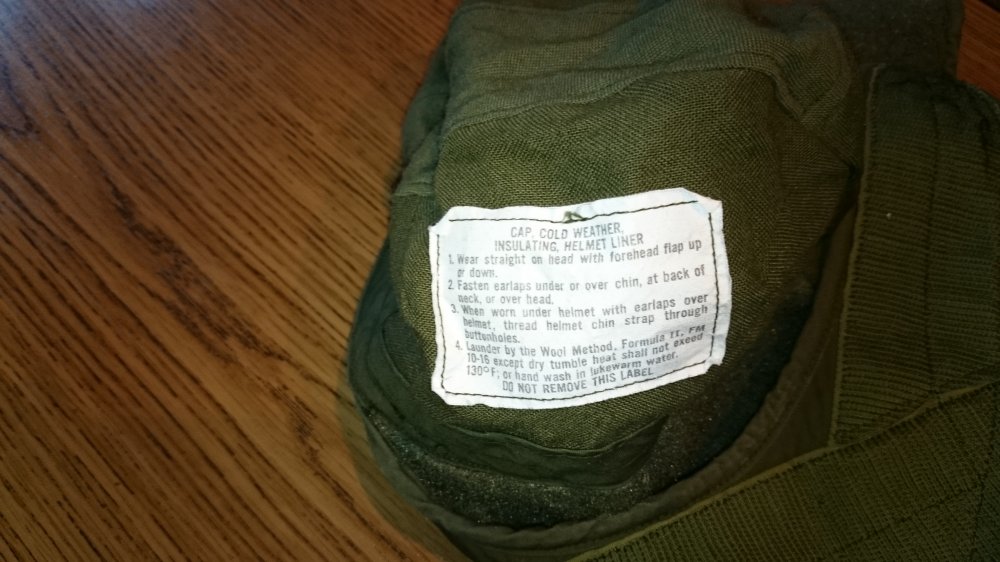 CAP, COLD WEATHER,
INSULATING, HELMET LINER
1. Wear straight on head with forehead flap up
or down.
2. Fasten earlaps under or over chin, at back of
neck, or over head.
3. When worn under helmet with earlaps over
helmet, thread helmet chin strap through
buttonholes.
4. Launder by the Wool Method, Formula II, FM
10-16 except dry tumble heat shall not exeed
130°F; or hand wash in lukewarm water.
DO NOT REMOVE THIS LABEL